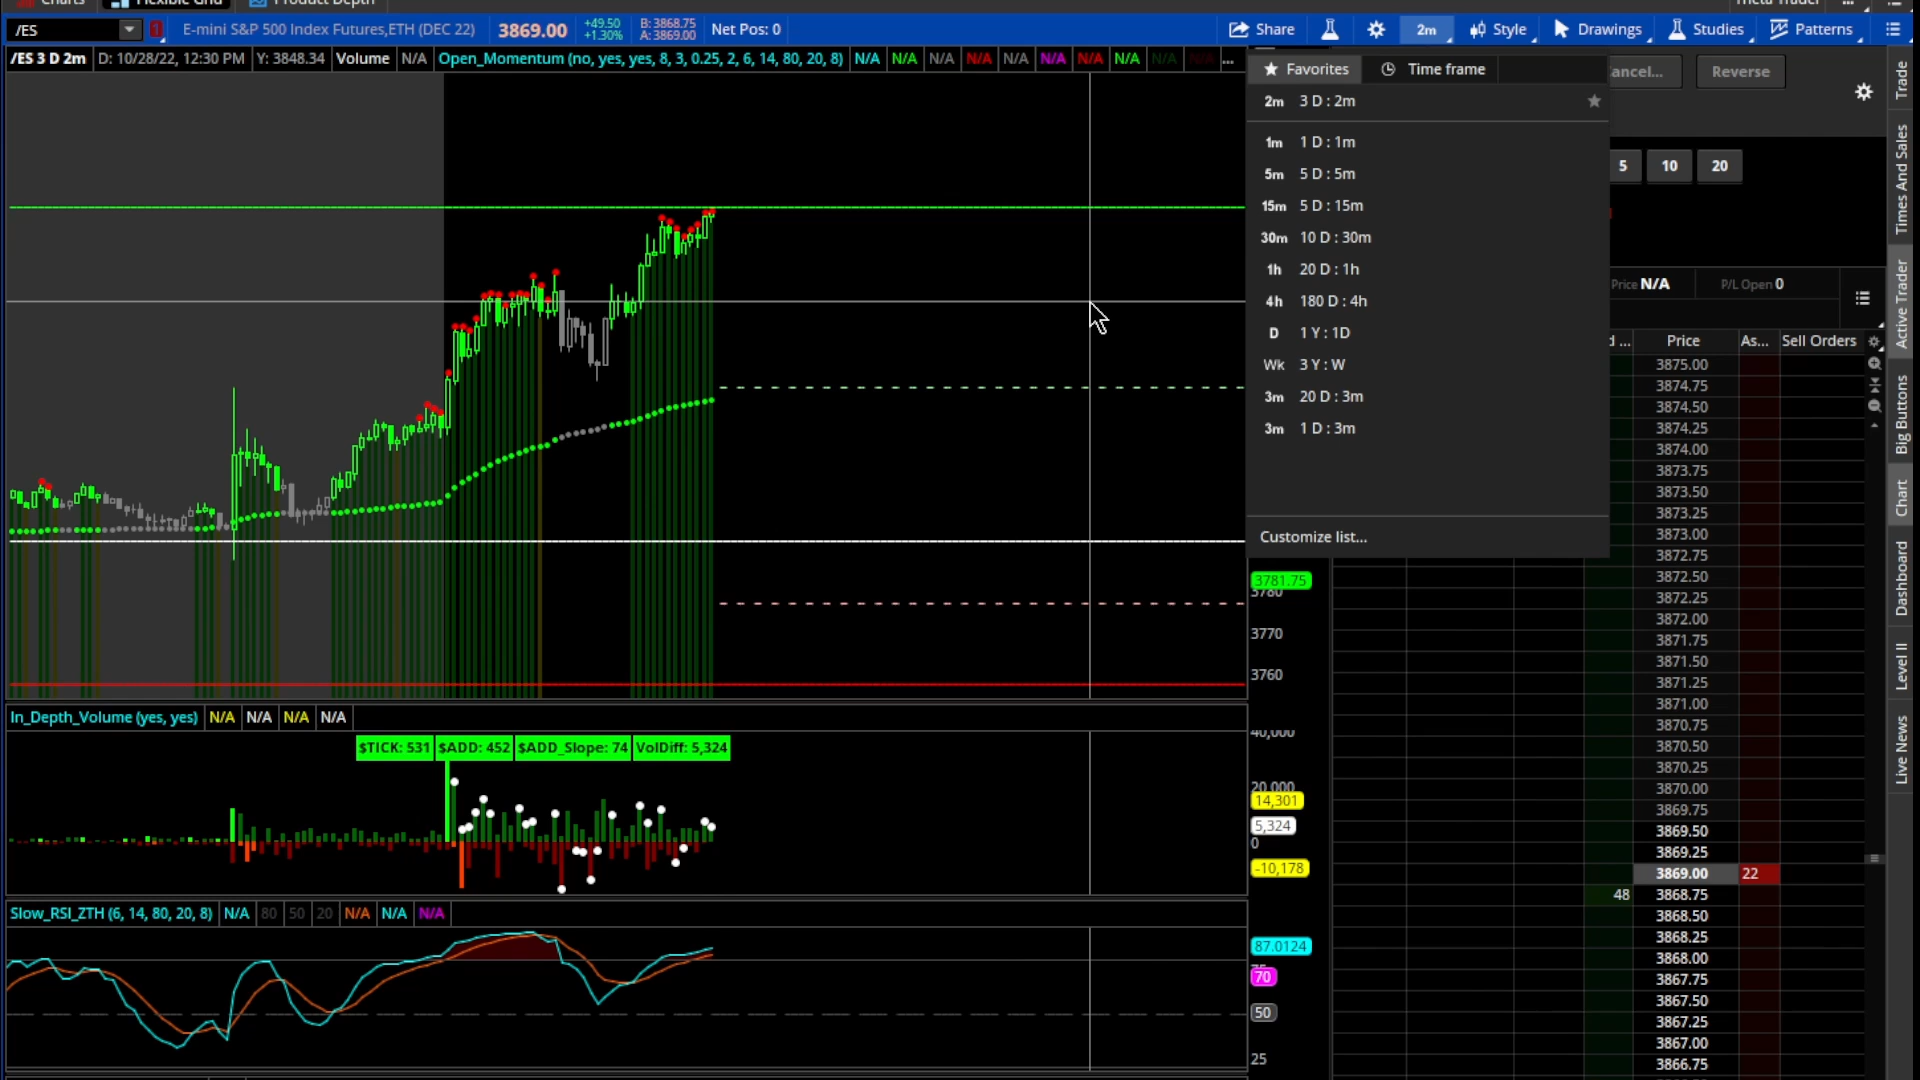 Charts Flexible Grid Product Depth
/ES E-mini S&P 500 Index Futures,ETH (DEC 22) 3869.00 +49.50 +1.30% B: 3868.75 A: 3869.00 Net Pos: 0 Share 2m Style Drawings Studies Patterns
/ES 3 D 2m D: 10/28/22, 12:30 PM Y: 3848.34 Volume N/A Open_Momentum (no, yes, yes, 8, 3, 0.25, 2, 6, 14, 80, 20, 8) N/A N/A N/A N/A N/A N/A N/A N/A N/A N/A ...
Favorites Time frame
2m 3 D : 2m
1m 1 D : 1m
5m 5 D : 5m
15m 5 D : 15m
30m 10 D : 30m
1h 20 D : 1h
4h 180 D : 4h
D 1 Y : 1D
Wk 3 Y : W
3m 20 D : 3m
3m 1 D : 3m
Customize list...
Reverse
5 10 20
Price N/A P/L Open 0
d ... Price As... Sell Orders
3875.00
3874.75
3874.50
3874.25
3874.00
3873.75
3873.50
3873.25
3873.00
3872.75
3872.50
3872.25
3872.00
3871.75
3871.50
3871.25
3871.00
3870.75
3870.50
3870.25
3870.00
3869.75
3869.50
3869.25
3869.00 22
48 3868.75
3868.50
3868.25
3868.00
3867.75
3867.50
3867.25
3867.00
3866.75
Trade
Times And Sales
Active Trader
Big Buttons
Chart
Dashboard
Level II
Live News
3781.75
3780
3770
3760
In_Depth_Volume (yes, yes) N/A N/A N/A N/A
$TICK: 531 $ADD: 452 $ADD_Slope: 74 VolDiff: 5,324
40,000
20,000
14,301
5,324
0
-10,178
Slow_RSI_ZTH (6, 14, 80, 20, 8) N/A 80 50 20 N/A N/A N/A
87.0124
75
70
50
25